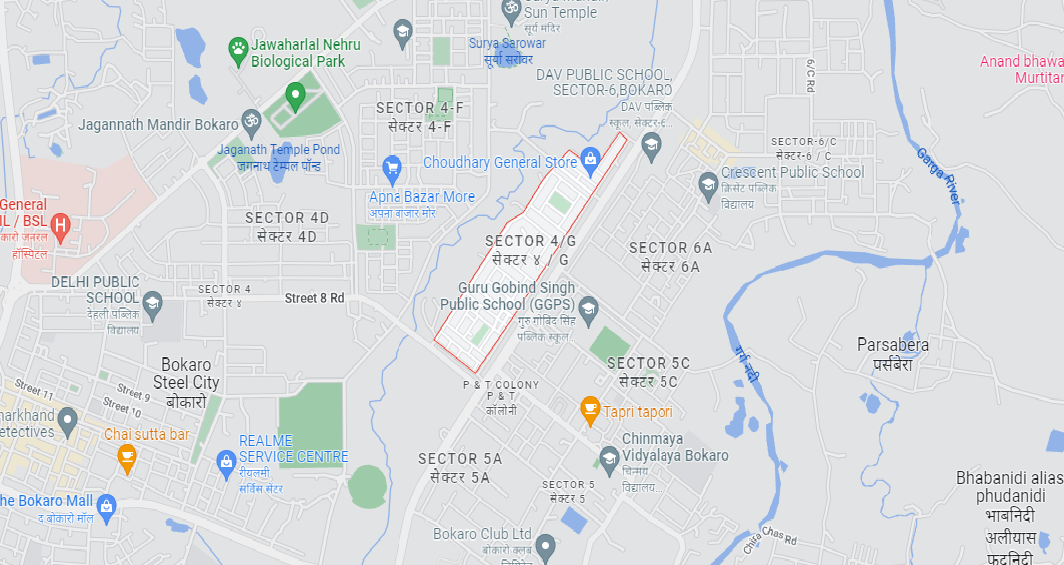 Sun Temple
सूर्य मंदिर
Jawaharlal Nehru
Biological Park
Surya Sarowar
सूर्या सरोवर
6/C Rd
Anand bhawa
Murtitar
DAV PUBLIC SCHOOL,
SECTOR-6,BOKARO
DAV पब्लिक
स्कूल, सेक्टर-६...
SECTOR 4-F
सेक्टर 4-F
Jagannath Mandir Bokaro
Jaganath Temple Pond
जगनाथ टेम्पल पॉन्ड
Choudhary General Store
SECTOR-6/C
सेक्टर-6 / C
Garga River
Crescent Public School
क्रिसेंट पब्लिक
विद्यालय
Apna Bazar More
अपना बाजार मोरे
General
IL / BSL
कारो जनरल
हॉस्पिटल
SECTOR 4D
सेक्टर 4D
SECTOR 4/G
सेक्टर ४ / G
SECTOR 6A
सेक्टर 6A
DELHI PUBLIC
SCHOOL
देहली पब्लिक
विद्यालय
SECTOR 4
सेक्टर ४
Street 8 Rd
Guru Gobind Singh
Public School (GGPS)
गुरु गोबिंद सिंह
पब्लिक स्कूल...
Parsabera
पर्सबेरा
गर्गा नदी
Bokaro
Steel City
बोकारो
SECTOR 5C
सेक्टर 5C
P & T COLONY
P & T
कॉलोनी
Street 11
Street 9
Street 10
harkhand
etectives
Chai sutta bar
REALME
SERVICE CENTRE
रीयलमी
सर्विस सेंटर
Tapri tapori
Chinmaya
Vidyalaya Bokaro
चिन्मय
विद्यालय...
SECTOR 5A
सेक्टर 5A
SECTOR 5
सेक्टर 5
he Bokaro Mall
द बोकारो मॉल
Bokaro Club Ltd
बोकारो क्लब
Chira Chas Rd
Bhabanidi alias
phudanidi
भाबनिदी
अलीयास
फुदनिदी